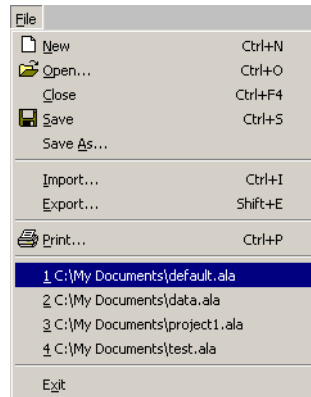 File
New Ctrl+N
Open... Ctrl+O
Close Ctrl+F4
Save Ctrl+S
Save As...
Import... Ctrl+I
Export... Shift+E
Print... Ctrl+P
1 C:\My Documents\default.ala
2 C:\My Documents\data.ala
3 C:\My Documents\project1.ala
4 C:\My Documents\test.ala
Exit